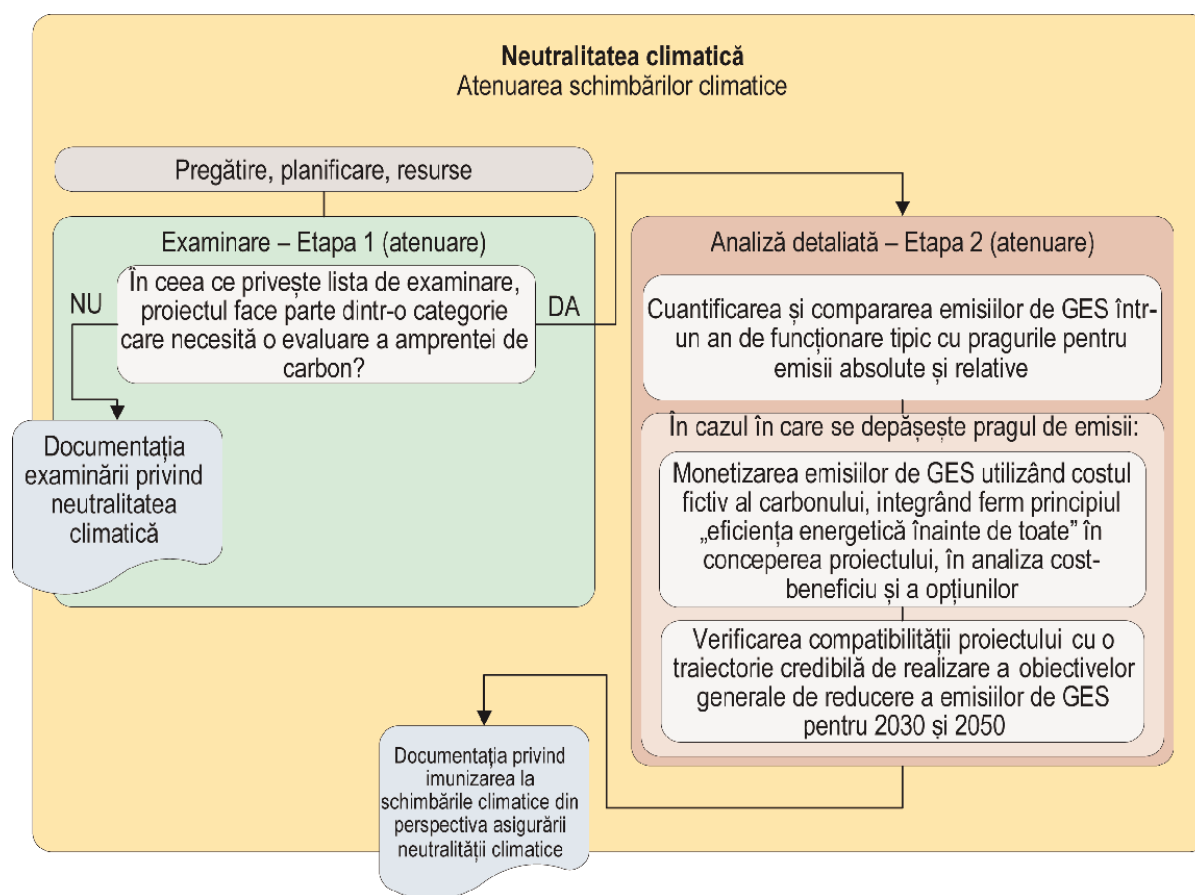 Neutralitatea climatică
Atenuarea schimbărilor climatice
Pregătire, planificare, resurse
Examinare – Etapa 1 (atenuare)
În ceea ce privește lista de examinare,
proiectul face parte dintr-o categorie
care necesită o evaluare a amprentei de
carbon?
NU
DA
Documentația
examinării privind
neutralitatea
climatică
Analiză detaliată – Etapa 2 (atenuare)
Cuantificarea și compararea emisiilor de GES într-
un an de funcționare tipic cu pragurile pentru
emisii absolute și relative
În cazul în care se depășește pragul de emisii:
Monetizarea emisiilor de GES utilizând costul
fictiv al carbonului, integrând ferm principiul
„eficiența energetică înainte de toate” în
conceperea proiectului, în analiza cost-
beneficiu și a opțiunilor
Verificarea compatibilității proiectului cu o
traiectorie credibilă de realizare a obiectivelor
generale de reducere a emisiilor de GES
pentru 2030 și 2050
Documentația privind
imunizarea la
schimbările climatice din
perspectiva asigurării
neutralității climatice